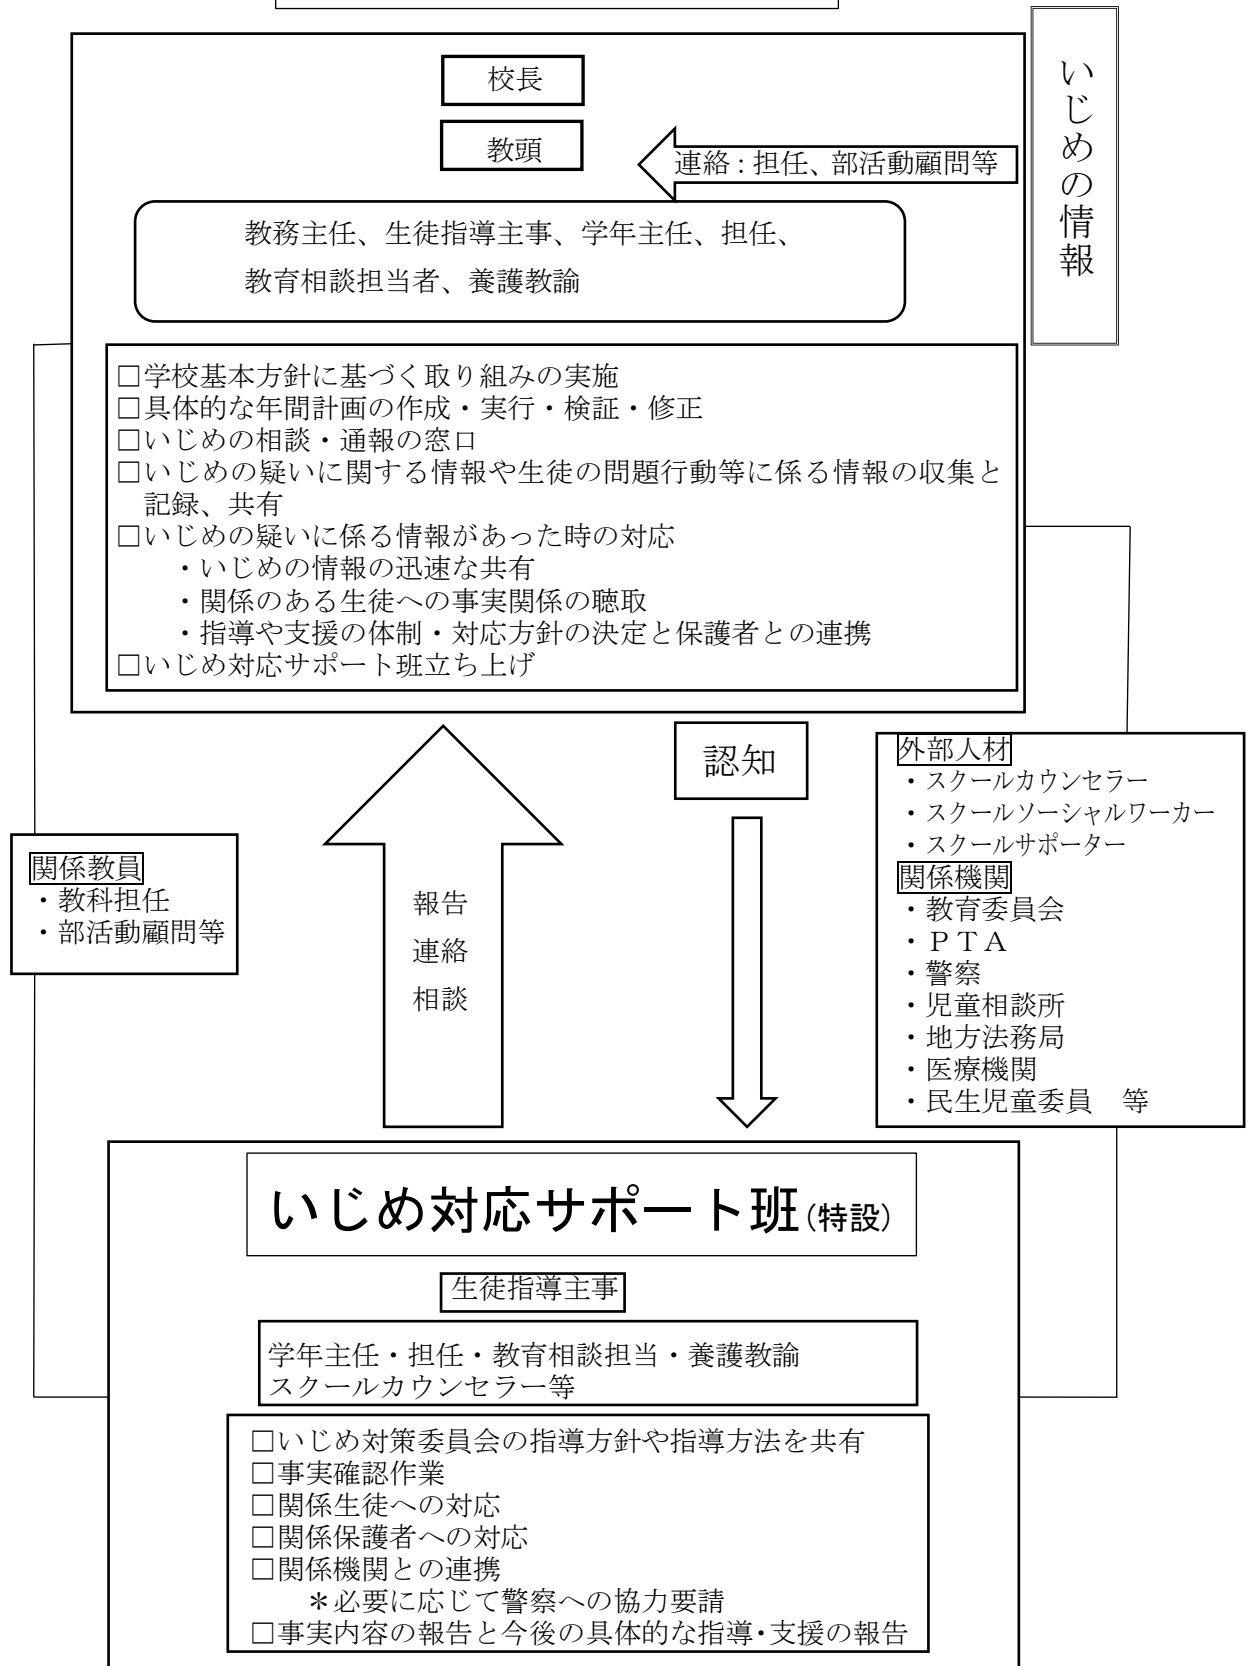 いじめの情報
校長
教頭
連絡：担任、部活動顧問等
教務主任、生徒指導主事、学年主任、担任、
教育相談担当者、養護教諭
□学校基本方針に基づく取り組みの実施
□具体的な年間計画の作成・実行・検証・修正
□いじめの相談・通報の窓口
□いじめの疑いに関する情報や生徒の問題行動等に係る情報の収集と
記録、共有
□いじめの疑いに係る情報があった時の対応
・いじめの情報の迅速な共有
・関係のある生徒への事実関係の聴取
・指導や支援の体制・対応方針の決定と保護者との連携
□いじめ対応サポート班立ち上げ
認知
外部人材
・スクールカウンセラー
・スクールソーシャルワーカー
・スクールサポーター
関係機関
・教育委員会
・ＰＴＡ
・警察
・児童相談所
・地方法務局
・医療機関
・民生児童委員　等
関係教員
・教科担任
・部活動顧問等
報告
連絡
相談
いじめ対応サポート班(特設)
生徒指導主事
学年主任・担任・教育相談担当・養護教諭
スクールカウンセラー等
□いじめ対策委員会の指導方針や指導方法を共有
□事実確認作業
□関係生徒への対応
□関係保護者への対応
□関係機関との連携
＊必要に応じて警察への協力要請
□事実内容の報告と今後の具体的な指導・支援の報告